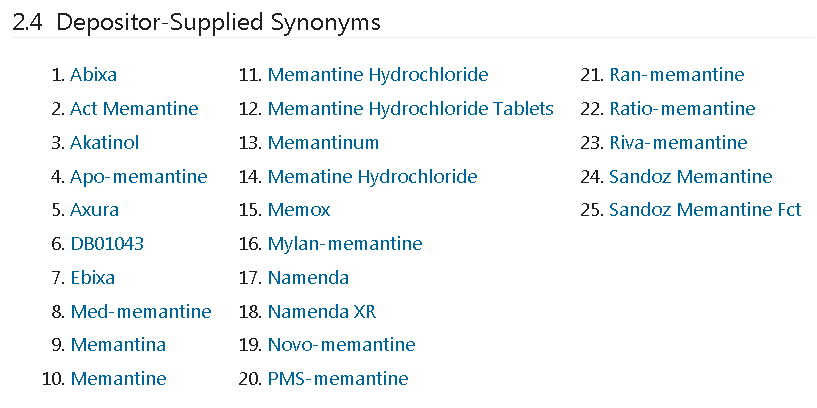 2.4 Depositor-Supplied Synonyms
1. Abixa
2. Act Memantine
3. Akatinol
4. Apo-memantine
5. Axura
6. DB01043
7. Ebixa
8. Med-memantine
9. Memantina
10. Memantine
11. Memantine Hydrochloride
12. Memantine Hydrochloride Tablets
13. Memantinum
14. Mematine Hydrochloride
15. Memox
16. Mylan-memantine
17. Namenda
18. Namenda XR
19. Novo-memantine
20. PMS-memantine
21. Ran-memantine
22. Ratio-memantine
23. Riva-memantine
24. Sandoz Memantine
25. Sandoz Memantine Fct